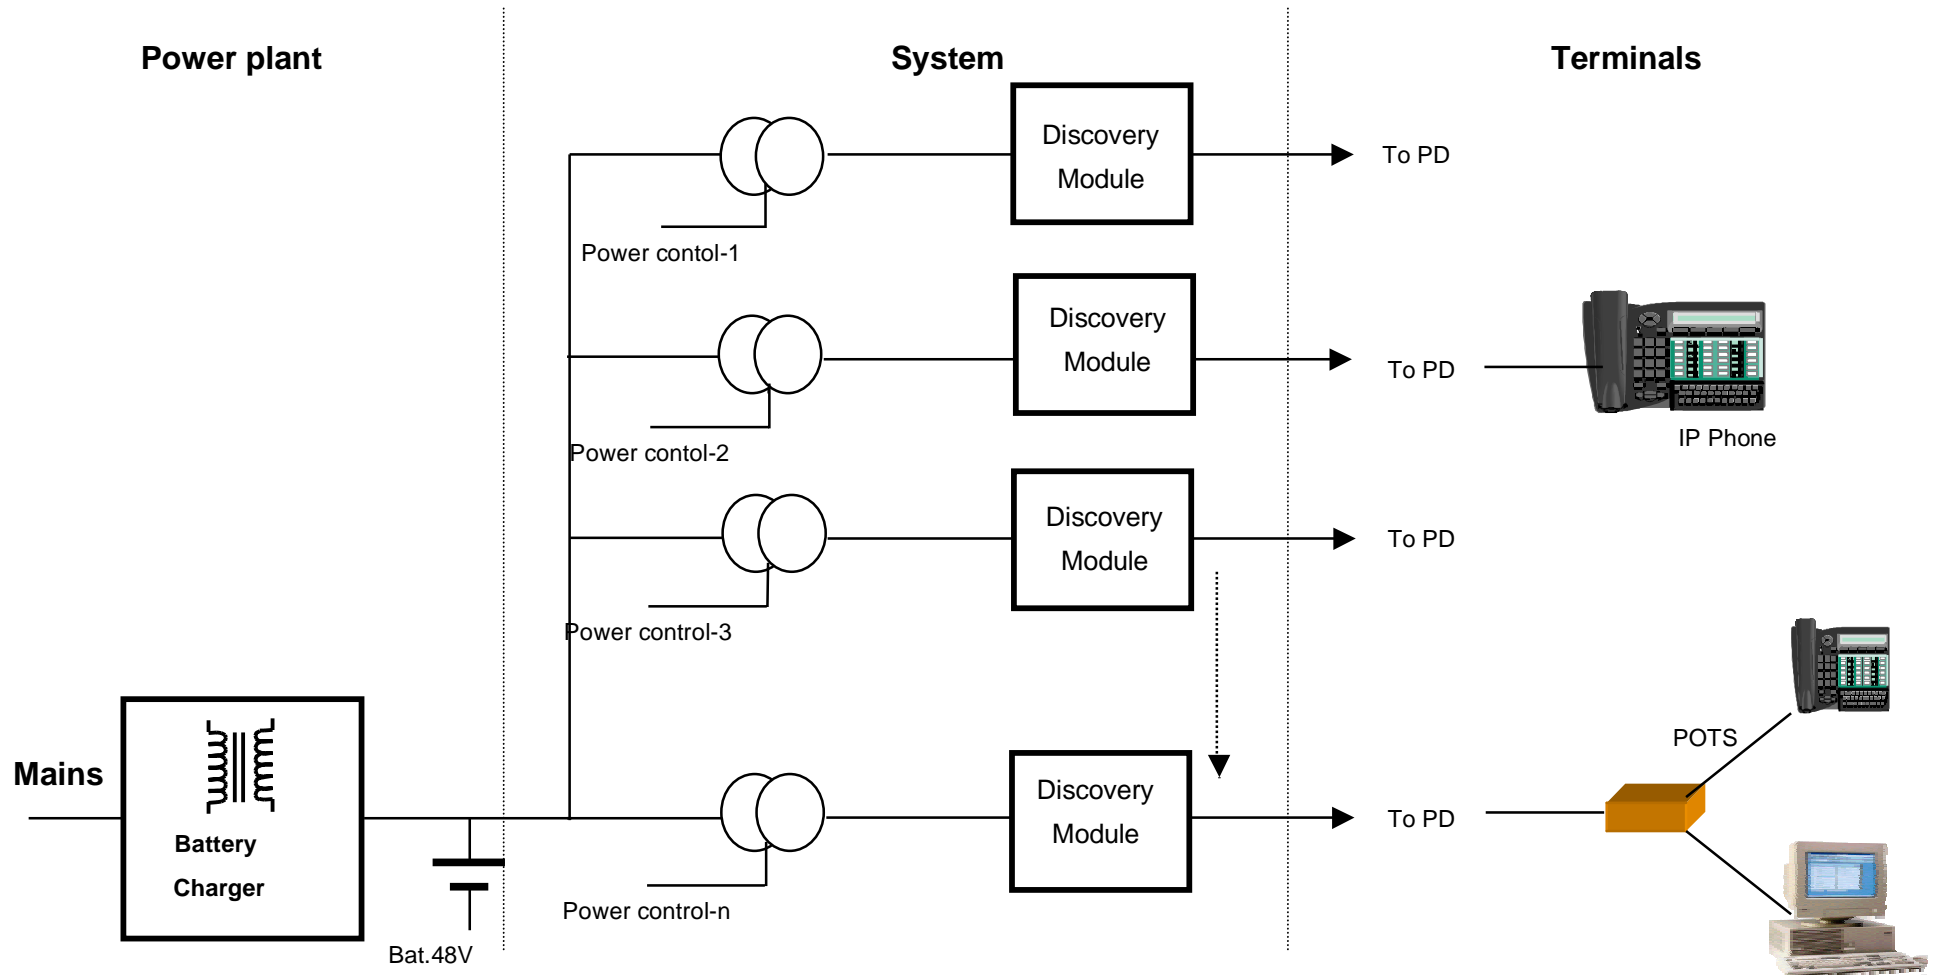 Power plant
System
Terminals
Discovery
Module
To PD
Power contol-1
Discovery
Module
To PD
IP Phone
Power contol-2
Discovery
Module
To PD
Power control-3
Mains
Battery
Charger
Bat.48V
Discovery
Module
To PD
POTS
Power control-n